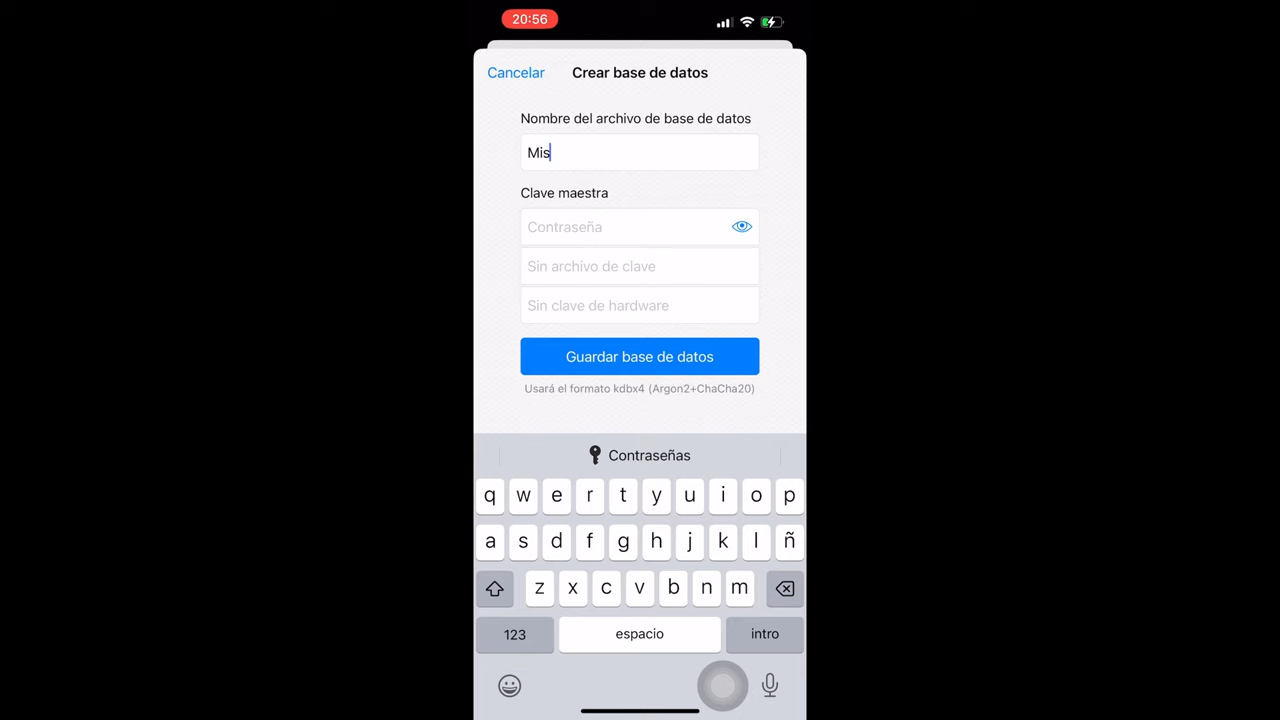 20:56
Cancelar
Crear base de datos
Nombre del archivo de base de datos
Mis
Clave maestra
Contraseña
Sin archivo de clave
Sin clave de hardware
Guardar base de datos
Usará el formato kdbx4 (Argon2+ChaCha20)
Contraseñas
q w e r t y u i o p
a s d f g h j k l ñ
z x c v b n m
123 espacio intro